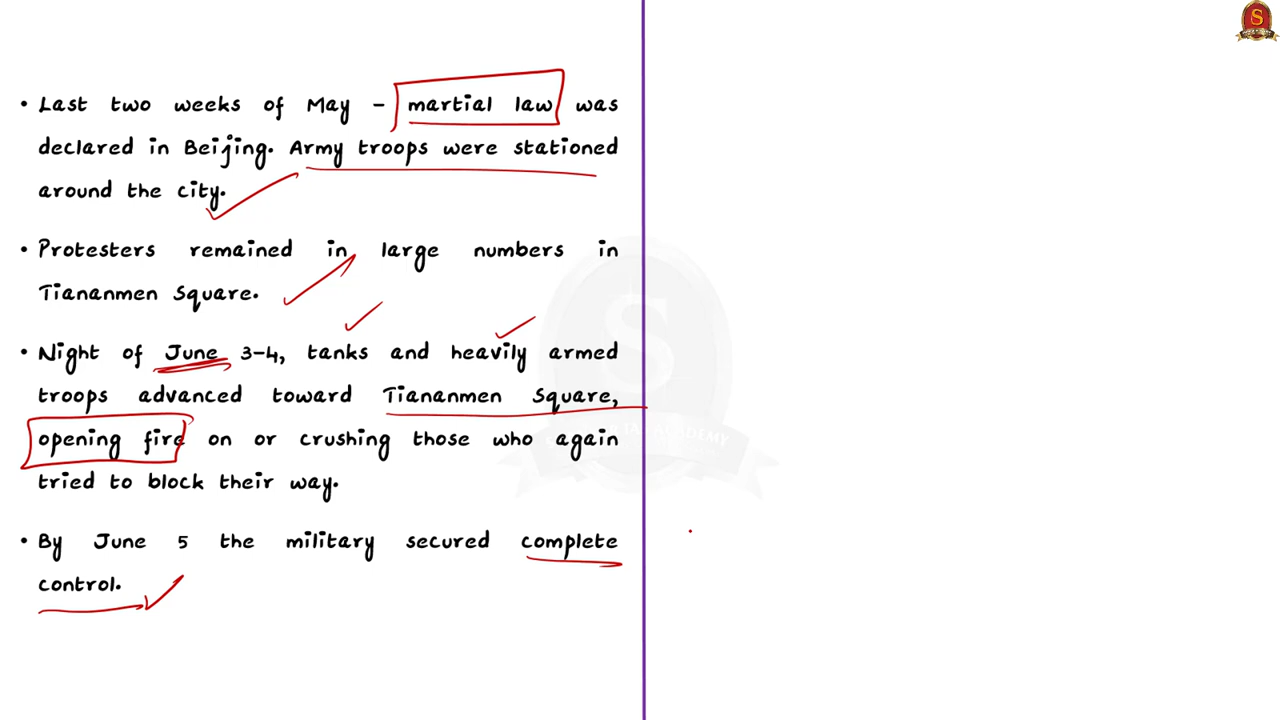 • Last two weeks of May - martial law was
declared in Beijing. Army troops were stationed
around the city.
• Protesters remained in large numbers in
Tiananmen Square.
• Night of June 3-4, tanks and heavily armed
troops advanced toward Tiananmen Square,
opening fire on or crushing those who again
tried to block their way.
• By June 5 the military secured complete
control.